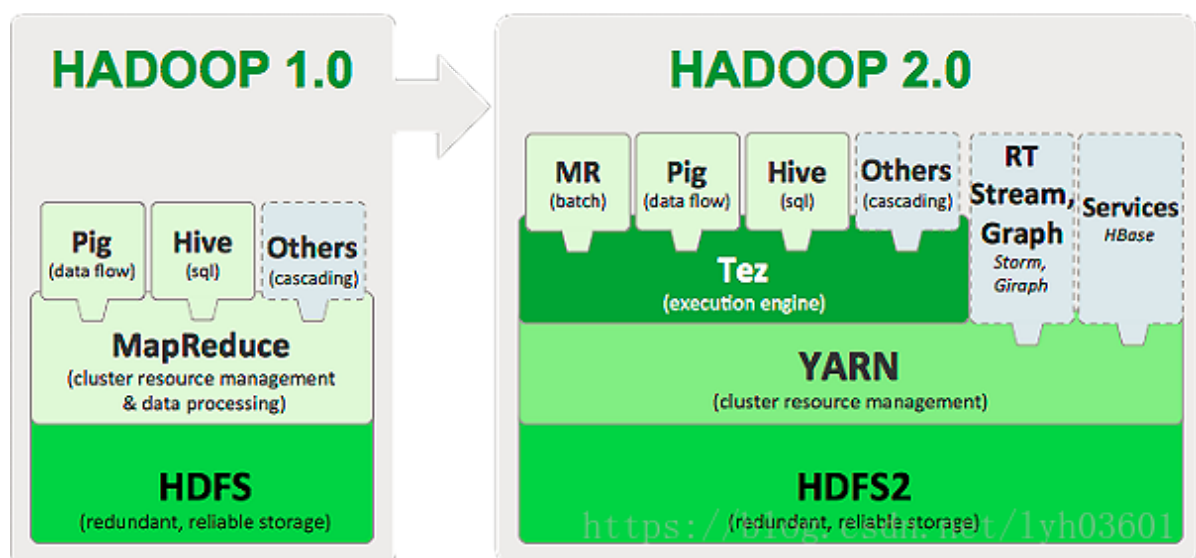 HADOOP 1.0
Pig
(data flow)
Hive
(sql)
Others
(cascading)
MapReduce
(cluster resource management
& data processing)
HDFS
(redundant, reliable storage)
HADOOP 2.0
MR
(batch)
Pig
(data flow)
Hive
(sql)
Others
(cascading)
RT
Stream,
Graph
Storm,
Giraph
Services
HBase
Tez
(execution engine)
YARN
(cluster resource management)
HDFS2
(redundant, reliable storage)
https://blog.csdn.net/lyh03601